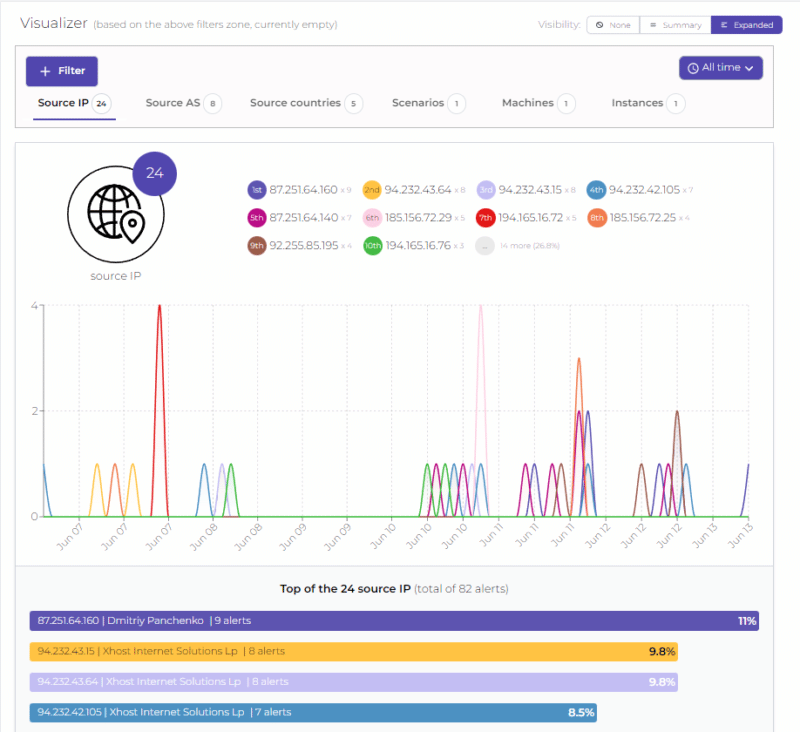 Visualizer (based on the above filters zone, currently empty) Visibility: None Summary Expanded
+ Filter All time
Source IP 24 Source AS 8 Source countries 5 Scenarios 1 Machines 1 Instances 1
24
1st 87.251.64.160 x 9 2nd 94.232.43.64 x 8 3rd 94.232.43.15 x 8 4th 94.232.42.105 x 7
5th 87.251.64.140 x 7 6th 185.156.72.29 x 5 7th 194.165.16.72 x 5 8th 185.156.72.25 x 4
9th 92.255.85.195 x 4 10th 194.165.16.76 x 3 ... 14 more (26.8%)
source IP
4
2
0
Jun 07 Jun 07 Jun 07 Jun 08 Jun 08 Jun 09 Jun 09 Jun 10 Jun 10 Jun 10 Jun 11 Jun 11 Jun 11 Jun 12 Jun 12 Jun 12 Jun 13 Jun 13
Top of the 24 source IP (total of 82 alerts)
87.251.64.160 | Dmitriy Panchenko | 9 alerts 11%
94.232.43.15 | Xhost Internet Solutions Lp | 8 alerts 9.8%
94.232.43.64 | Xhost Internet Solutions Lp | 8 alerts 9.8%
94.232.42.105 | Xhost Internet Solutions Lp | 7 alerts 8.5%